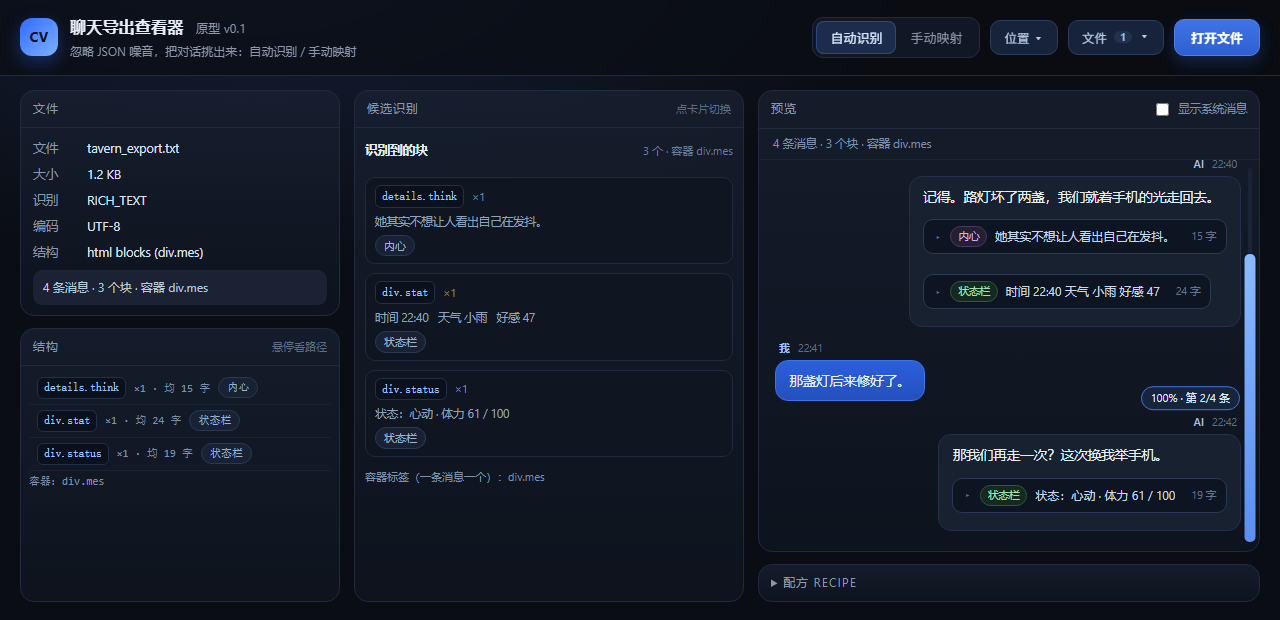 CV
聊天导出查看器 原型 v0.1
忽略 JSON 噪音，把对话挑出来：自动识别 / 手动映射
自动识别 手动映射 位置 文件 1 打开文件
文件
文件 tavern_export.txt
大小 1.2 KB
识别 RICH_TEXT
编码 UTF-8
结构 html blocks (div.mes)
4 条消息 · 3 个块 · 容器 div.mes
结构 悬停看路径
details.think ×1 · 均 15 字 内心
div.stat ×1 · 均 24 字 状态栏
div.status ×1 · 均 19 字 状态栏
容器: div.mes
候选识别 点卡片切换
识别到的块 3 个 · 容器 div.mes
details.think ×1
她其实不想让人看出自己在发抖。
内心
div.stat ×1
时间 22:40 天气 小雨 好感 47
状态栏
div.status ×1
状态：心动 · 体力 61 / 100
状态栏
容器标签（一条消息一个）：div.mes
预览 显示系统消息
4 条消息 · 3 个块 · 容器 div.mes
AI 22:40
记得。路灯坏了两盏，我们就着手机的光走回去。
内心 她其实不想让人看出自己在发抖。 15 字
状态栏 时间 22:40 天气 小雨 好感 47 24 字
我 22:41
那盏灯后来修好了。
100% · 第 2/4 条
AI 22:42
那我们再走一次？这次换我举手机。
状态栏 状态：心动 · 体力 61 / 100 19 字
配方 RECIPE